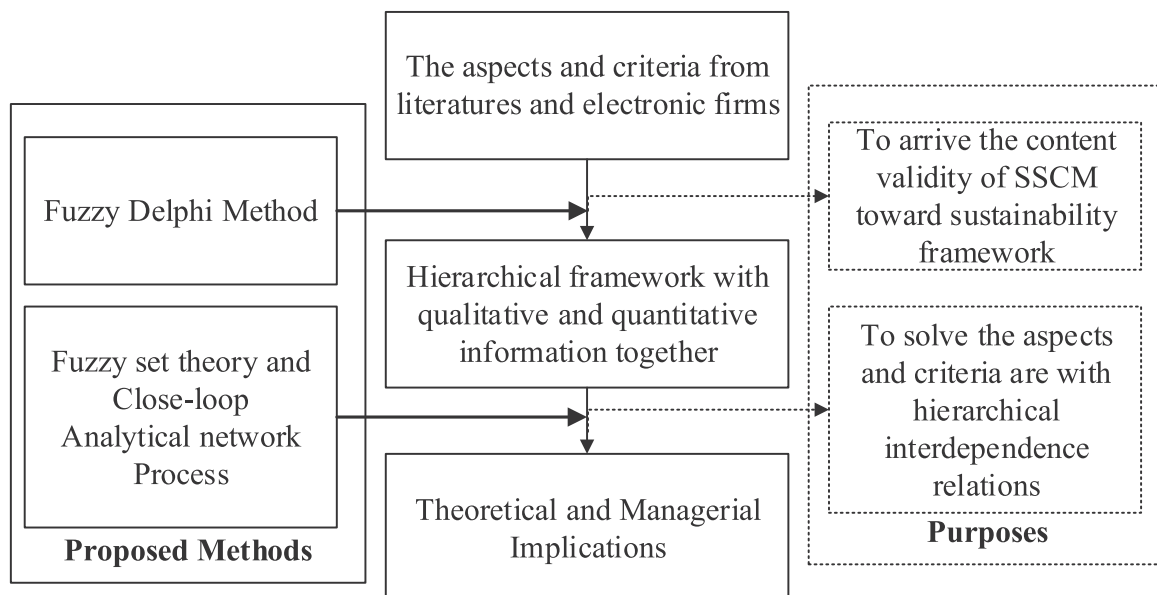 The aspects and criteria from
literatures and electronic firms
Fuzzy Delphi Method
To arrive the content
validity of SSCM
toward sustainability
framework
Hierarchical framework with
qualitative and quantitative
information together
Fuzzy set theory and
Close-loop
Analytical network
Process
Proposed Methods
To solve the aspects
and criteria are with
hierarchical
interdependence
relations
Purposes
Theoretical and Managerial
Implications